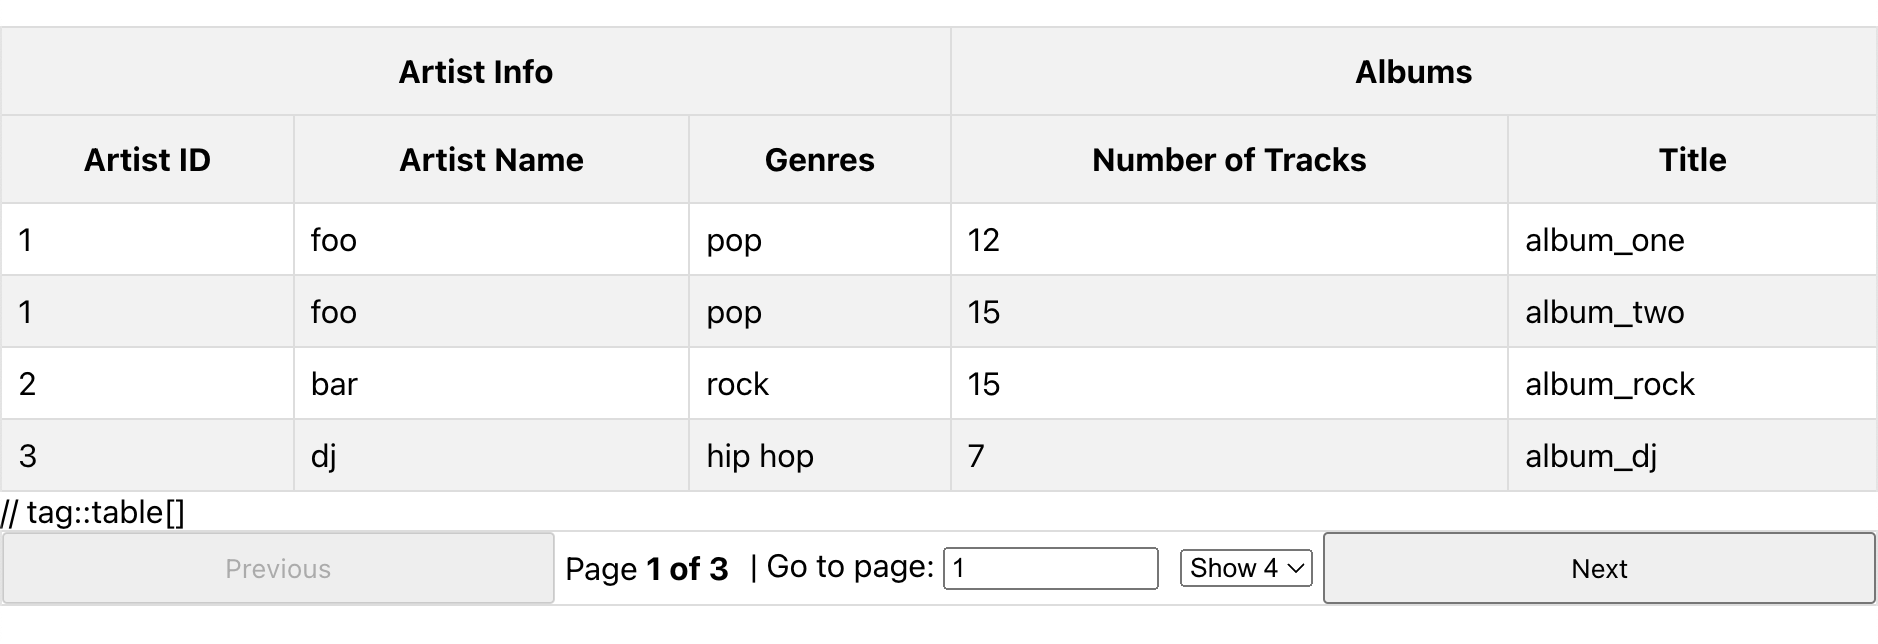 Artist Info Albums
Artist ID Artist Name Genres Number of Tracks Title
1 foo pop 12 album_one
1 foo pop 15 album_two
2 bar rock 15 album_rock
3 dj hip hop 7 album_dj
// tag::table[]
Previous Page 1 of 3 | Go to page: 1 Show 4 Next